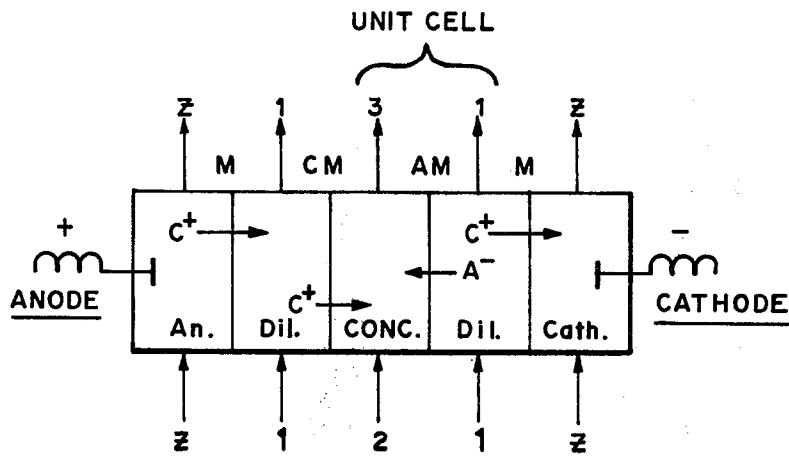 UNIT CELL
Z 1 3 1 Z
M CM AM M
+ C⁺ C⁺ −
A⁻
ANODE C⁺ CATHODE
An. Dil. CONC. Dil. Cath.
Z 1 2 1 Z